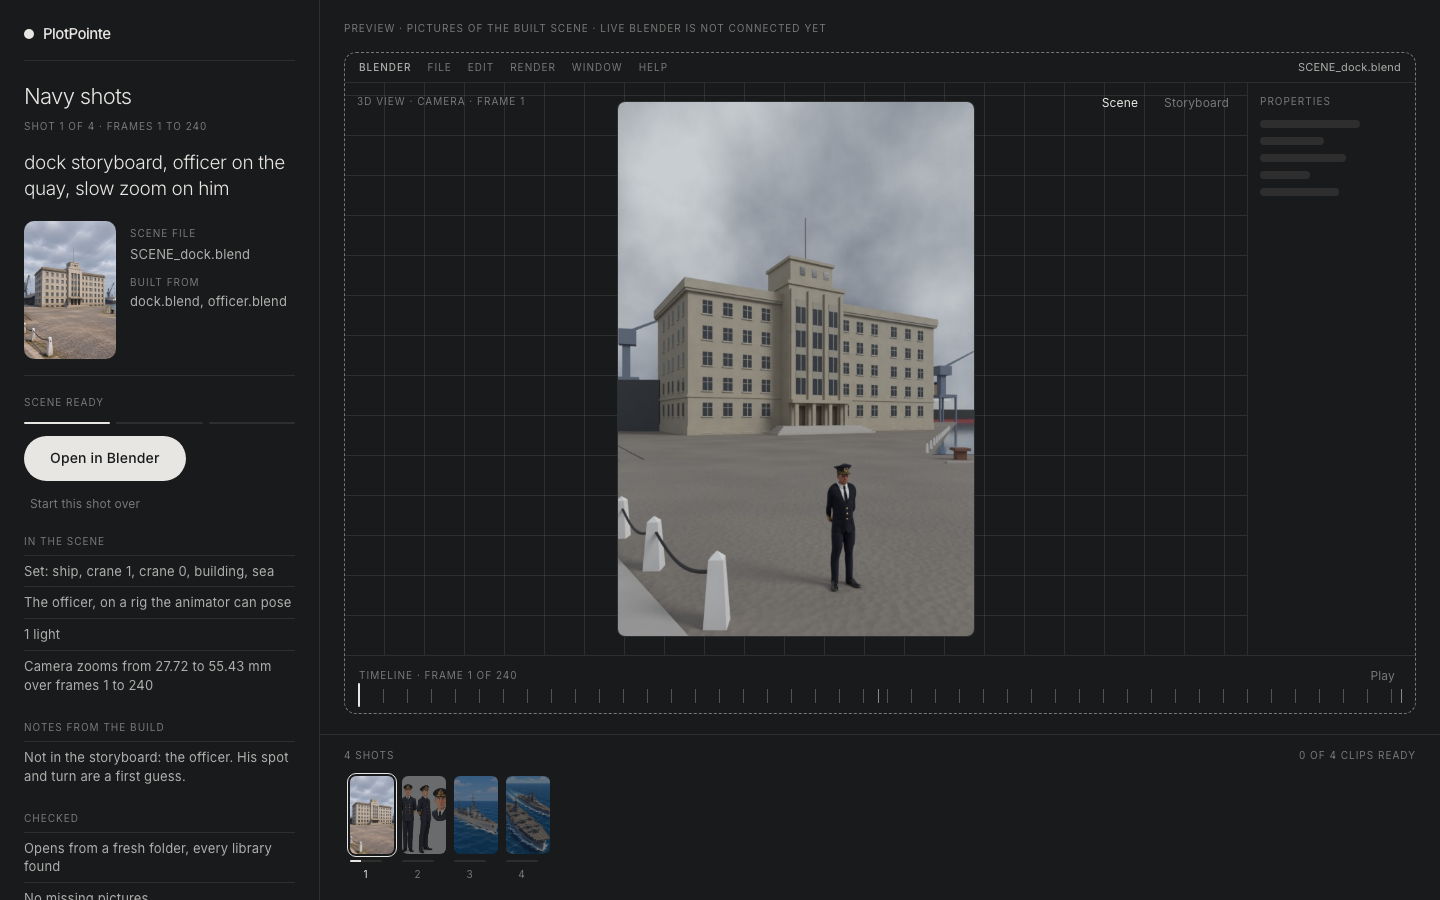 PlotPointe
Navy shots
SHOT 1 OF 4 · FRAMES 1 TO 240
dock storyboard, officer on the
quay, slow zoom on him
SCENE FILE
SCENE_dock.blend
BUILT FROM
dock.blend, officer.blend
SCENE READY
Open in Blender
Start this shot over
IN THE SCENE
Set: ship, crane 1, crane 0, building, sea
The officer, on a rig the animator can pose
1 light
Camera zooms from 27.72 to 55.43 mm
over frames 1 to 240
NOTES FROM THE BUILD
Not in the storyboard: the officer. His spot
and turn are a first guess.
CHECKED
Opens from a fresh folder, every library
found
No missing pictures
PREVIEW · PICTURES OF THE BUILT SCENE · LIVE BLENDER IS NOT CONNECTED YET
BLENDER FILE EDIT RENDER WINDOW HELP
SCENE_dock.blend
3D VIEW · CAMERA · FRAME 1
Scene Storyboard
PROPERTIES
TIMELINE · FRAME 1 OF 240
Play
4 SHOTS
0 OF 4 CLIPS READY
1 2 3 4